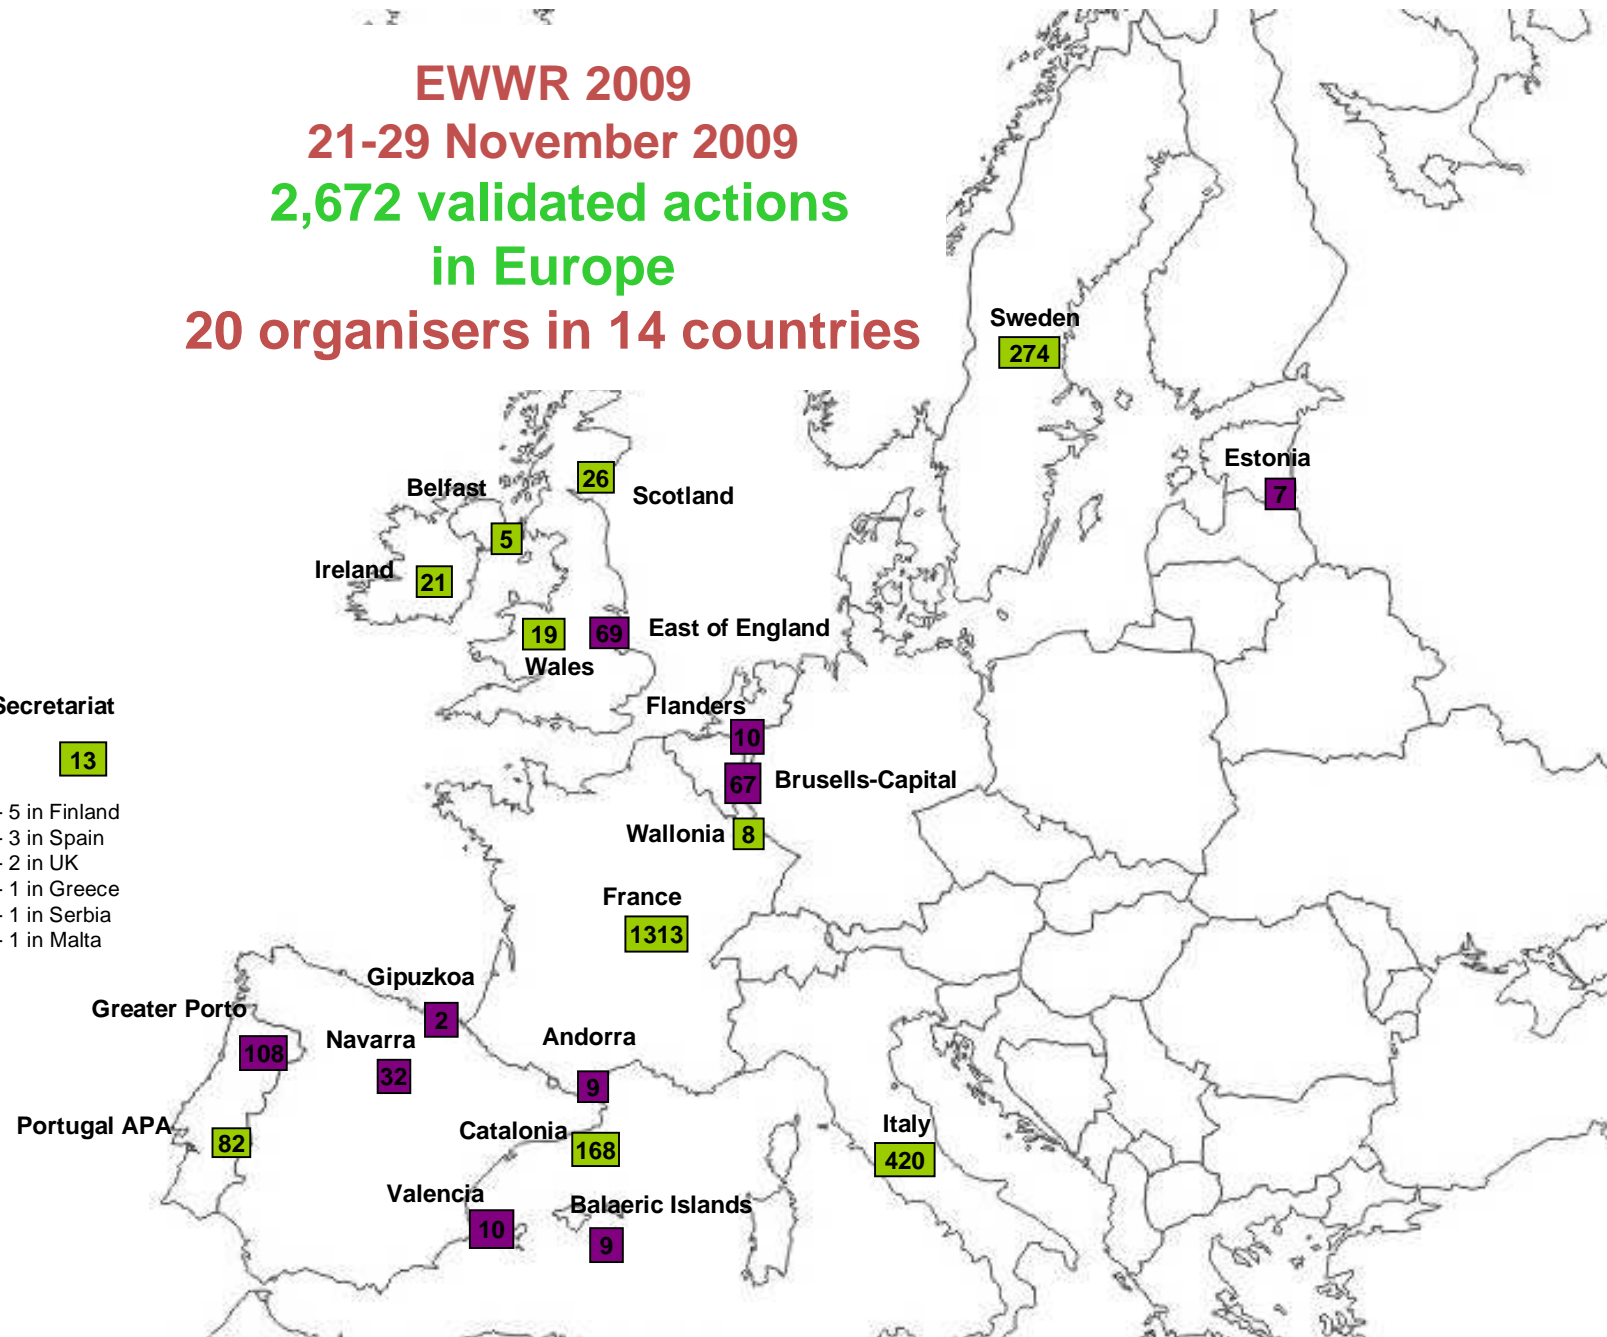 EWWR 2009
21-29 November 2009
2,672 validated actions
in Europe
20 organisers in 14 countries
Sweden
274
Estonia
7
Belfast
5
26
Scotland
Ireland
21
19
Wales
69
East of England
Secretariat
13
- 5 in Finland
- 3 in Spain
- 2 in UK
- 1 in Greece
- 1 in Serbia
- 1 in Malta
Flanders
10
67
Brusells-Capital
Wallonia
8
France
1313
Gipuzkoa
2
Greater Porto
108
Navarra
32
Andorra
9
Portugal APA
82
Catalonia
168
Italy
420
Valencia
10
Balaeric Islands
9